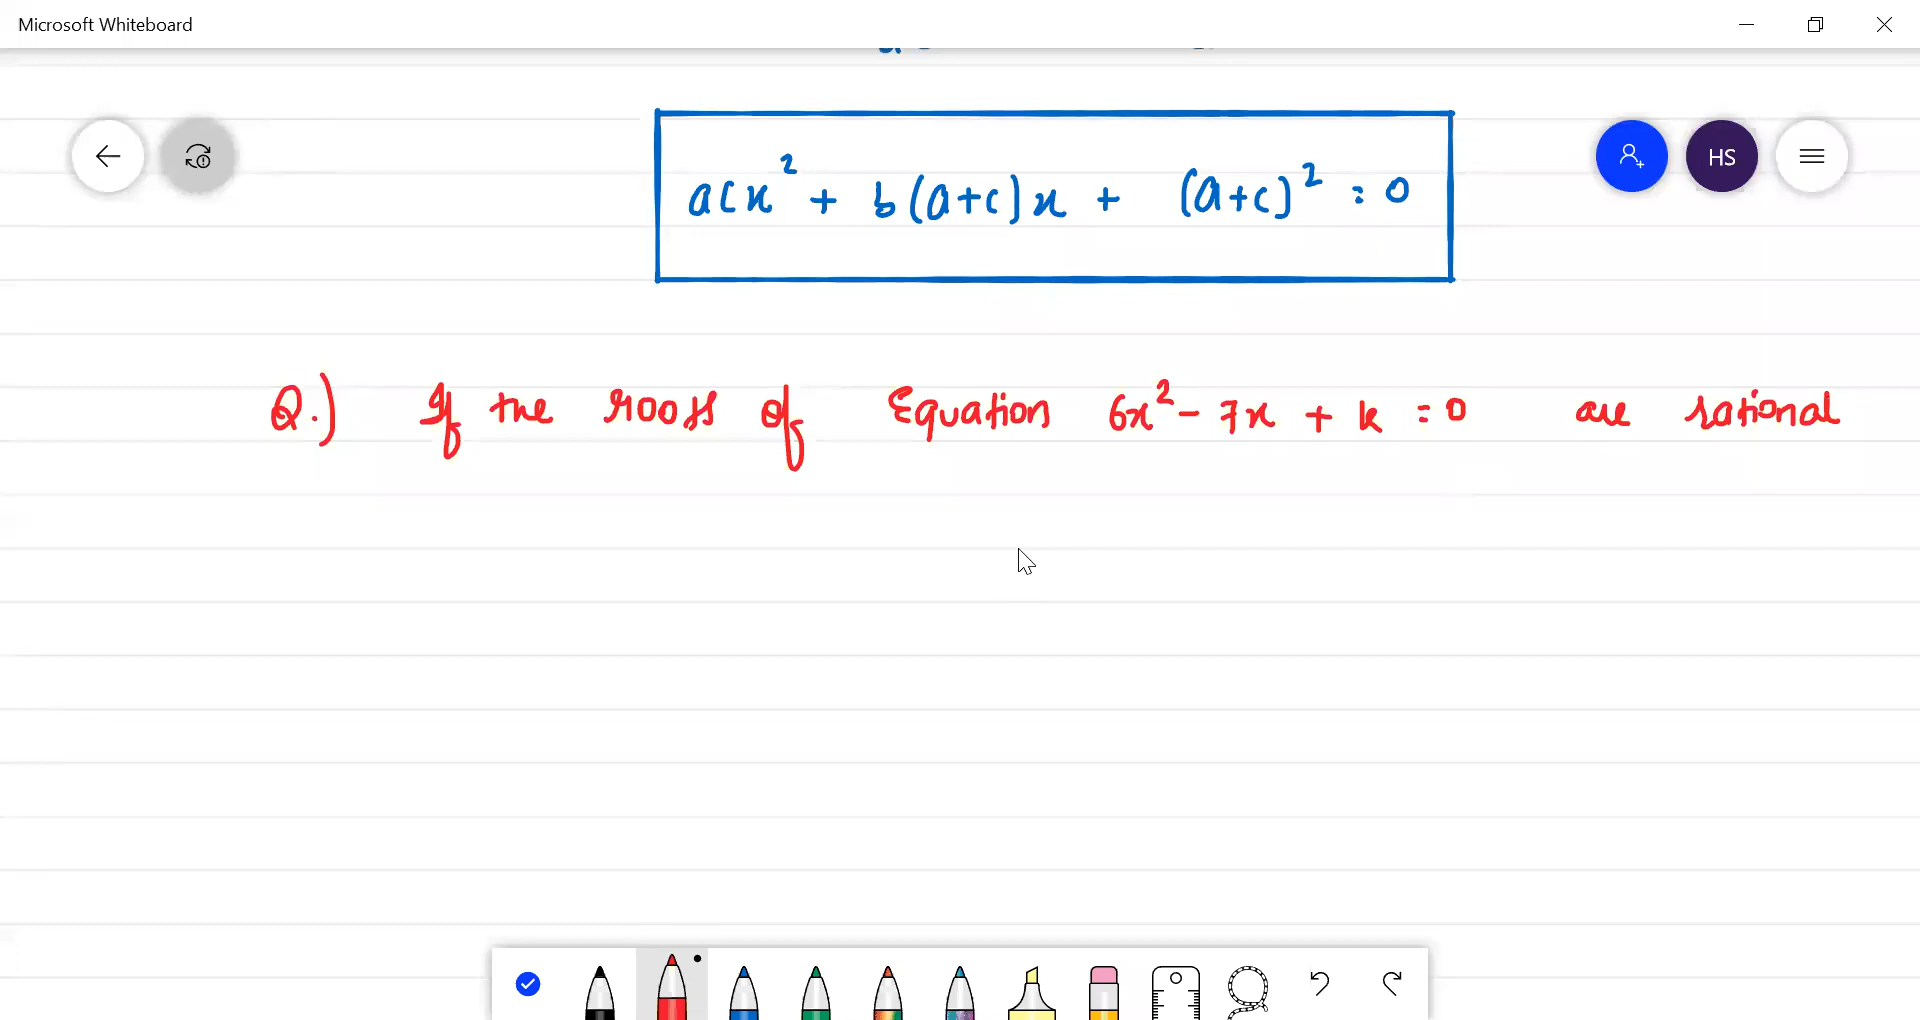 Microsoft Whiteboard
HS
acx² + b(a+c)x + (a+c)² = 0
Q.) If the roots of Equation 6x² - 7x + k = 0 are rational